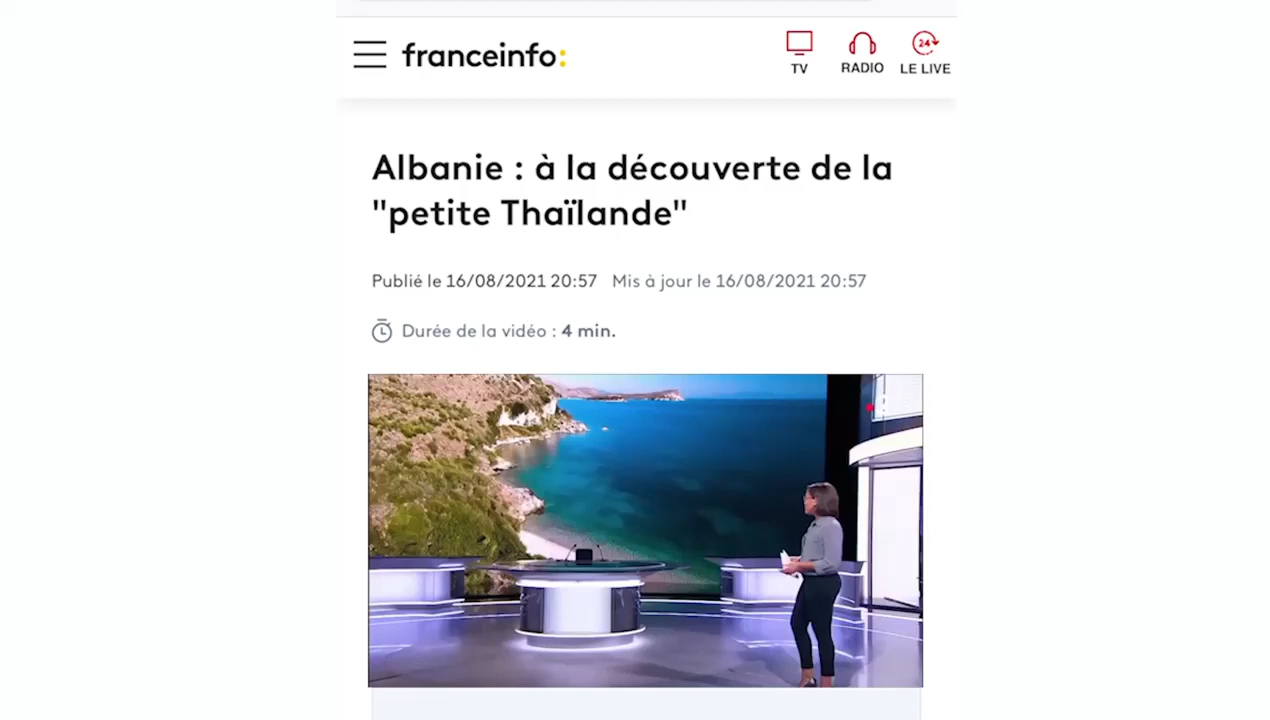 franceinfo:
TV
RADIO
24
LE LIVE
Albanie : à la découverte de la
"petite Thaïlande"
Publié le 16/08/2021 20:57 Mis à jour le 16/08/2021 20:57
Durée de la vidéo : 4 min.